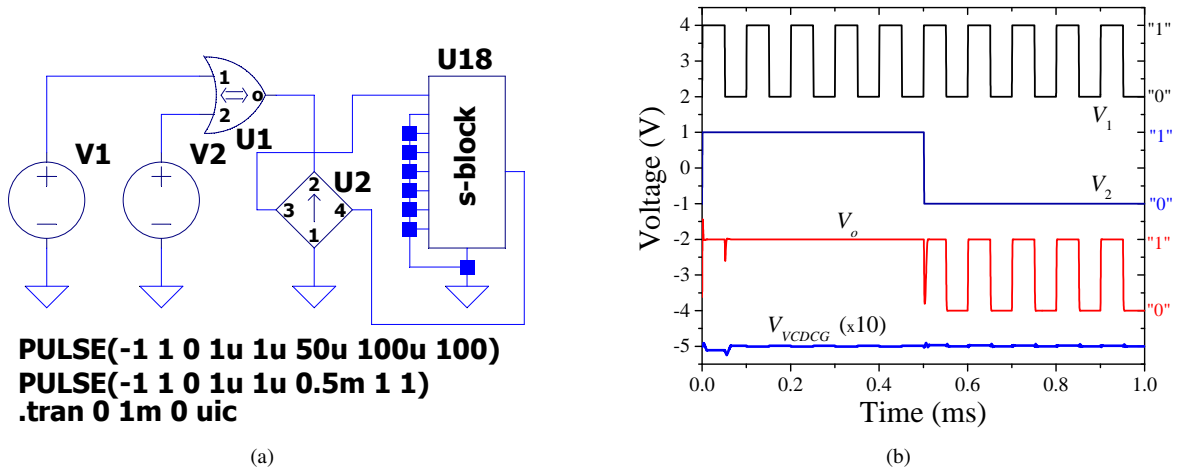 V1
V2
1
2
o
U1
U2
2
3
4
1
U18
s-block
PULSE(-1 1 0 1u 1u 50u 100u 100)
PULSE(-1 1 0 1u 1u 0.5m 1 1)
.tran 0 1m 0 uic
(a)
Voltage (V)
4
3
2
1
0
-1
-2
-3
-4
-5
V1
V2
Vo
VVCDCG (x10)
"1"
"0"
"1"
"0"
"1"
"0"
0.0 0.2 0.4 0.6 0.8 1.0
Time (ms)
(b)